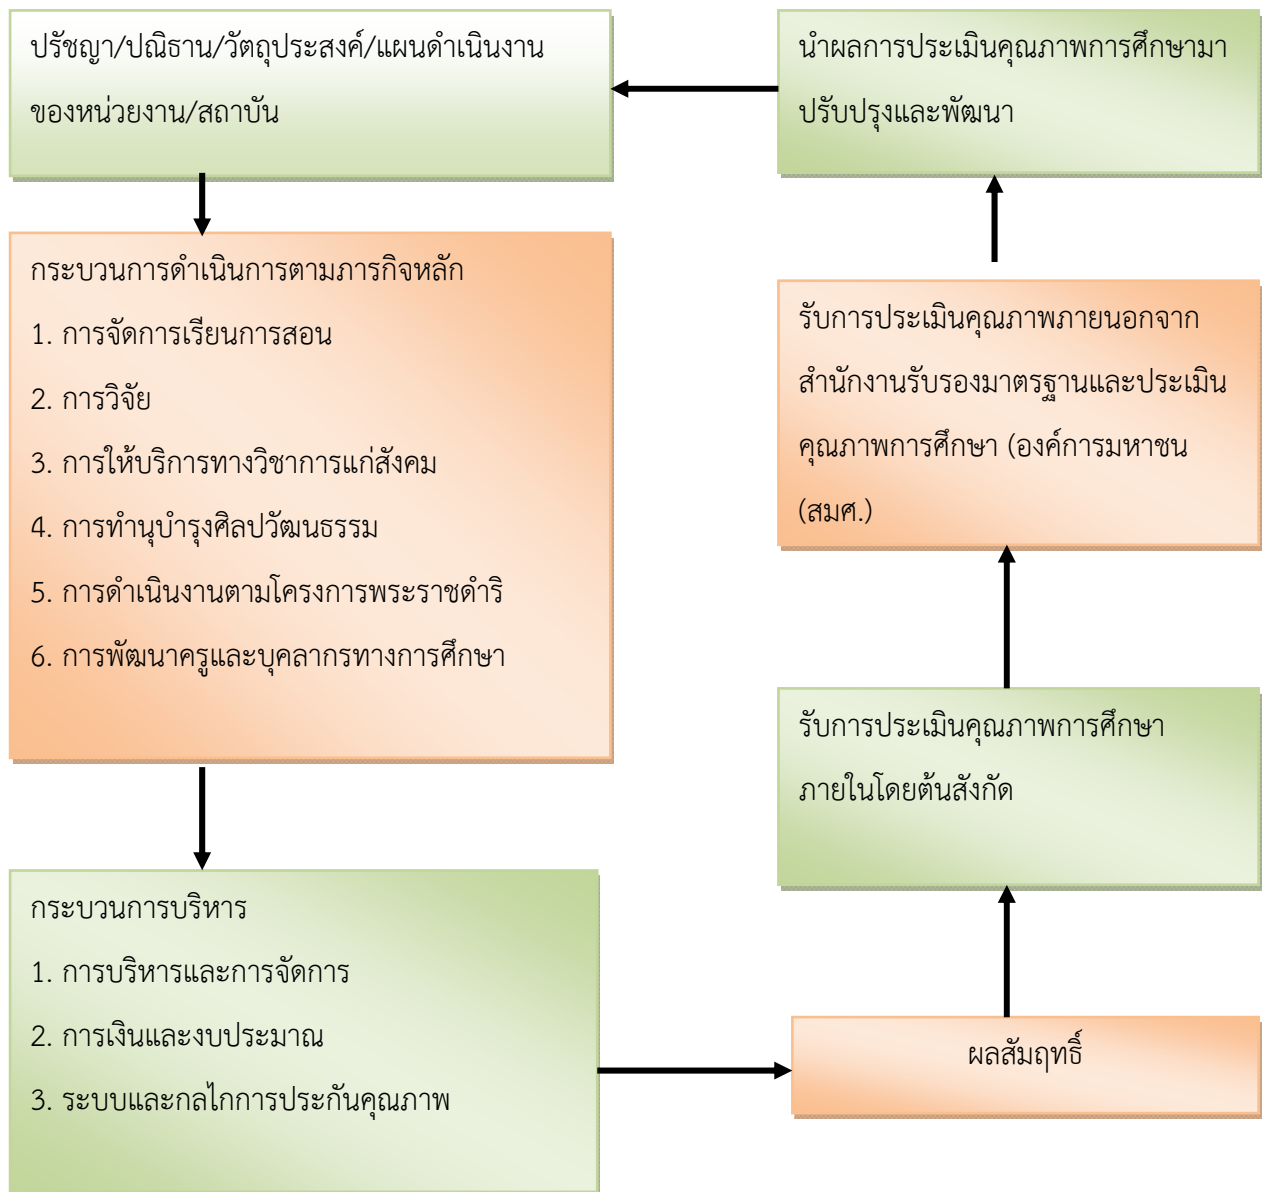 ปรัชญา/ปณิธาน/วัตถุประสงค์/แผนดำเนินงาน
ของหน่วยงาน/สถาบัน
กระบวนการดำเนินการตามภารกิจหลัก
1. การจัดการเรียนการสอน
2. การวิจัย
3. การให้บริการทางวิชาการแก่สังคม
4. การทำนุบำรุงศิลปวัฒนธรรม
5. การดำเนินงานตามโครงการพระราชดำริ
6. การพัฒนาครูและบุคลากรทางการศึกษา
กระบวนการบริหาร
1. การบริหารและการจัดการ
2. การเงินและงบประมาณ
3. ระบบและกลไกการประกันคุณภาพ
ผลสัมฤทธิ์
รับการประเมินคุณภาพการศึกษา
ภายในโดยต้นสังกัด
รับการประเมินคุณภาพภายนอกจาก
สำนักงานรับรองมาตรฐานและประเมิน
คุณภาพการศึกษา (องค์การมหาชน
(สมศ.)
นำผลการประเมินคุณภาพการศึกษามา
ปรับปรุงและพัฒนา